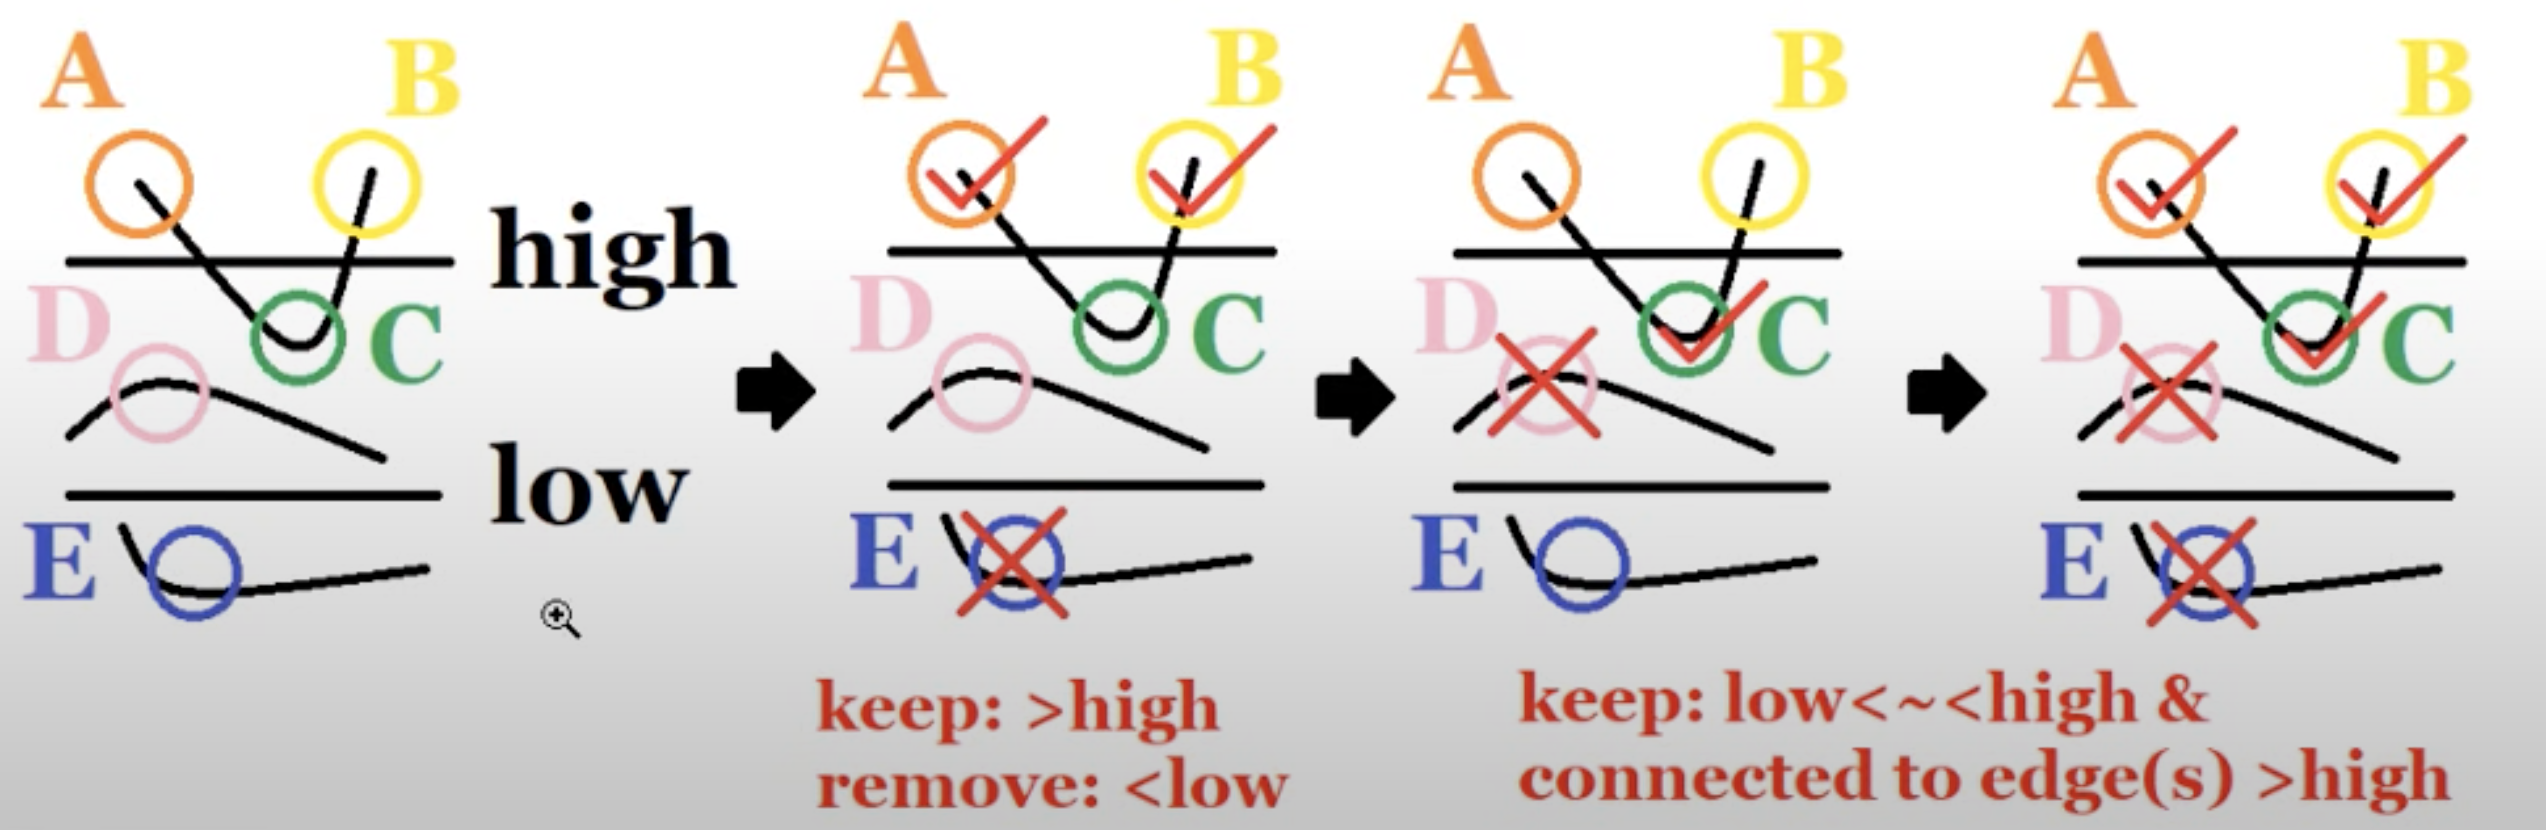 A B
D C
E
high
low
A B
D C
E
keep: >high
remove: <low
A B
D C
E
A B
D C
E
keep: low<~<high &
connected to edge(s) >high